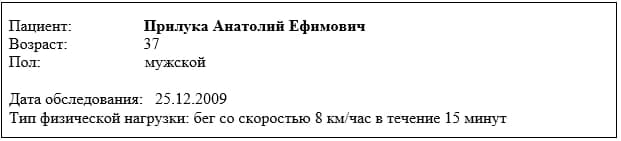 Пациент: Прилука Анатолий Ефимович
Возраст: 37
Пол: мужской
Дата обследования: 25.12.2009
Тип физической нагрузки: бег со скоростью 8 км/час в течение 15 минут